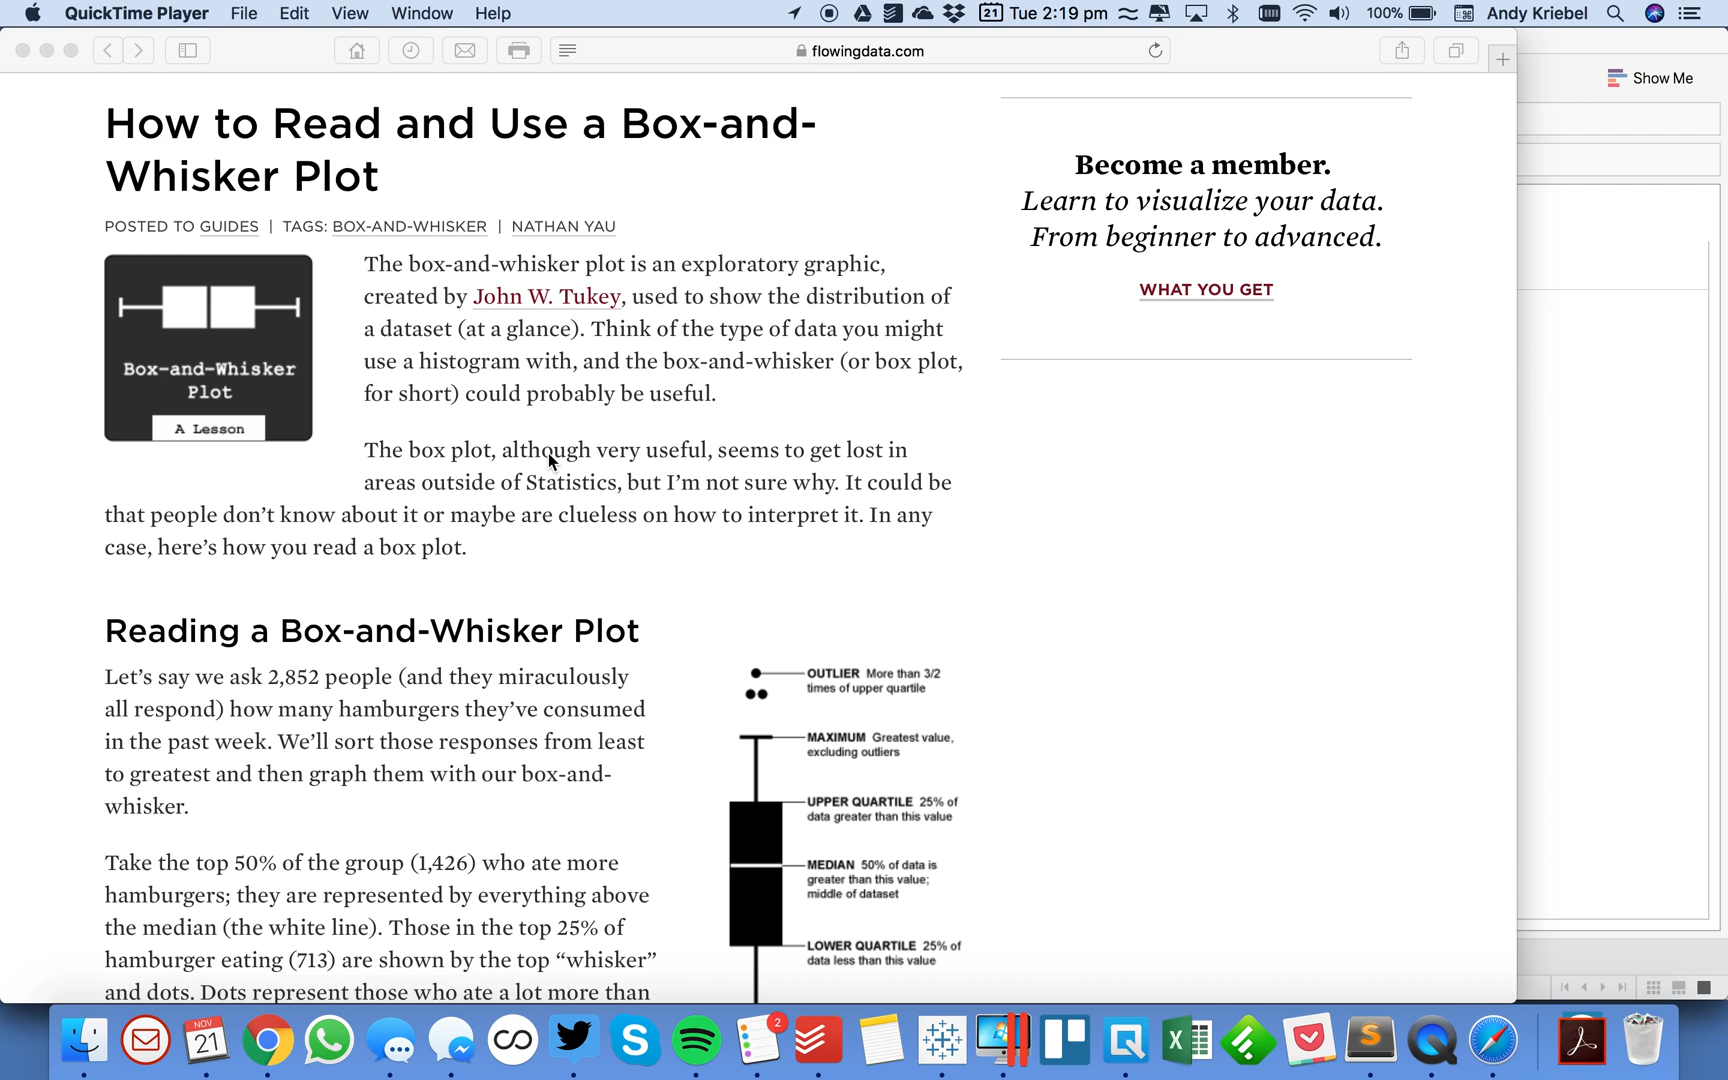 QuickTime Player File Edit View Window Help
21 Tue 2:19 pm 100% Andy Kriebel
flowingdata.com
Show Me
How to Read and Use a Box-and-
Whisker Plot
POSTED TO GUIDES | TAGS: BOX-AND-WHISKER | NATHAN YAU
Box-and-Whisker
Plot
A Lesson
The box-and-whisker plot is an exploratory graphic,
created by John W. Tukey, used to show the distribution of
a dataset (at a glance). Think of the type of data you might
use a histogram with, and the box-and-whisker (or box plot,
for short) could probably be useful.
The box plot, although very useful, seems to get lost in
areas outside of Statistics, but I’m not sure why. It could be
that people don’t know about it or maybe are clueless on how to interpret it. In any
case, here’s how you read a box plot.
Become a member.
Learn to visualize your data.
From beginner to advanced.
WHAT YOU GET
Reading a Box-and-Whisker Plot
Let’s say we ask 2,852 people (and they miraculously
all respond) how many hamburgers they’ve consumed
in the past week. We’ll sort those responses from least
to greatest and then graph them with our box-and-
whisker.
Take the top 50% of the group (1,426) who ate more
hamburgers; they are represented by everything above
the median (the white line). Those in the top 25% of
hamburger eating (713) are shown by the top “whisker”
and dots. Dots represent those who ate a lot more than
OUTLIER More than 3/2
times of upper quartile
MAXIMUM Greatest value,
excluding outliers
UPPER QUARTILE 25% of
data greater than this value
MEDIAN 50% of data is
greater than this value;
middle of dataset
LOWER QUARTILE 25% of
data less than this value
NOV
21
2